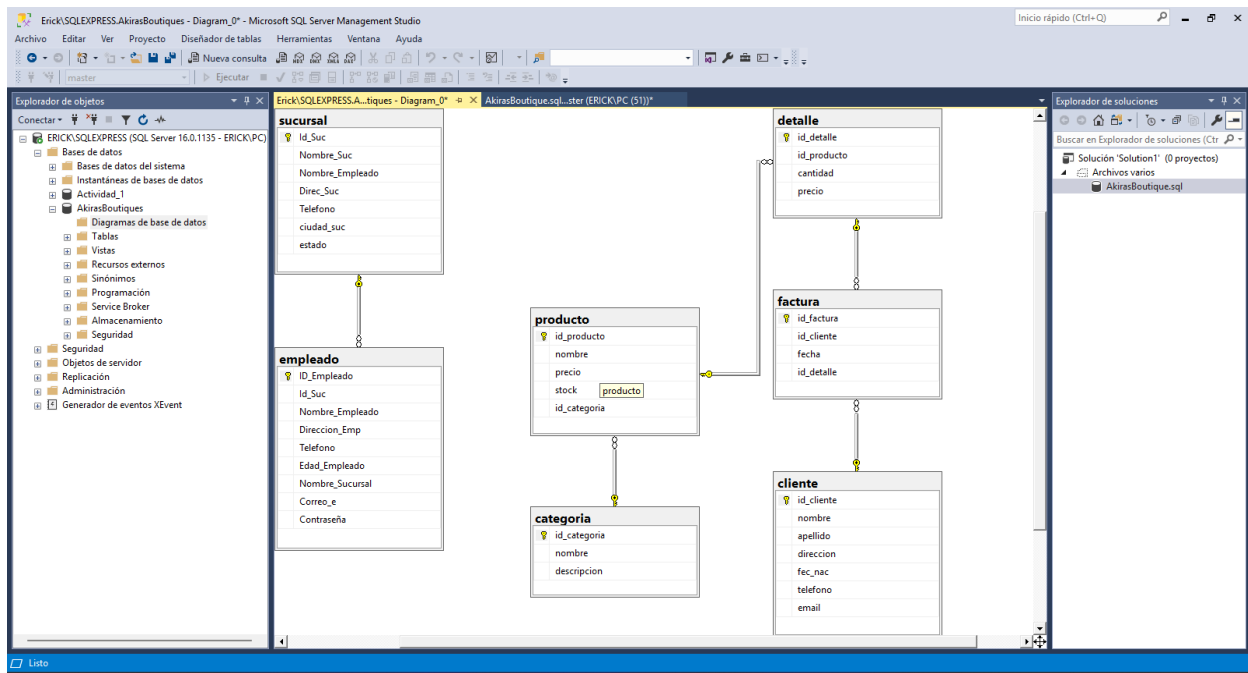 Erick\SQLEXPRESS.AkirasBoutiques - Diagram_0* - Microsoft SQL Server Management Studio
Inicio rápido (Ctrl+Q)
Archivo Editar Ver Proyecto Diseñador de tablas Herramientas Ventana Ayuda
Nueva consulta
master
Ejecutar
Explorador de objetos
Conectar
ERICK\SQLEXPRESS (SQL Server 16.0.1135 - ERICK\PC)
Bases de datos
Bases de datos del sistema
Instantáneas de bases de datos
Actividad_1
AkirasBoutiques
Diagramas de base de datos
Tablas
Vistas
Recursos externos
Sinónimos
Programación
Service Broker
Almacenamiento
Seguridad
Seguridad
Objetos de servidor
Replicación
Administración
Generador de eventos XEvent
Erick\SQLEXPRESS.A...tiques - Diagram_0*
AkirasBoutique.sql...ster (ERICK\PC (51))*
sucursal
Id_Suc
Nombre_Suc
Nombre_Empleado
Direc_Suc
Telefono
ciudad_suc
estado
empleado
ID_Empleado
Id_Suc
Nombre_Empleado
Direccion_Emp
Telefono
Edad_Empleado
Nombre_Sucursal
Correo_e
Contraseña
producto
id_producto
nombre
precio
stock
producto
id_categoria
categoria
id_categoria
nombre
descripcion
detalle
id_detalle
id_producto
cantidad
precio
factura
id_factura
id_cliente
fecha
id_detalle
cliente
id_cliente
nombre
apellido
direccion
fec_nac
telefono
email
Explorador de soluciones
Buscar en Explorador de soluciones (Ctr
Solución 'Solution1' (0 proyectos)
Archivos varios
AkirasBoutique.sql
Listo